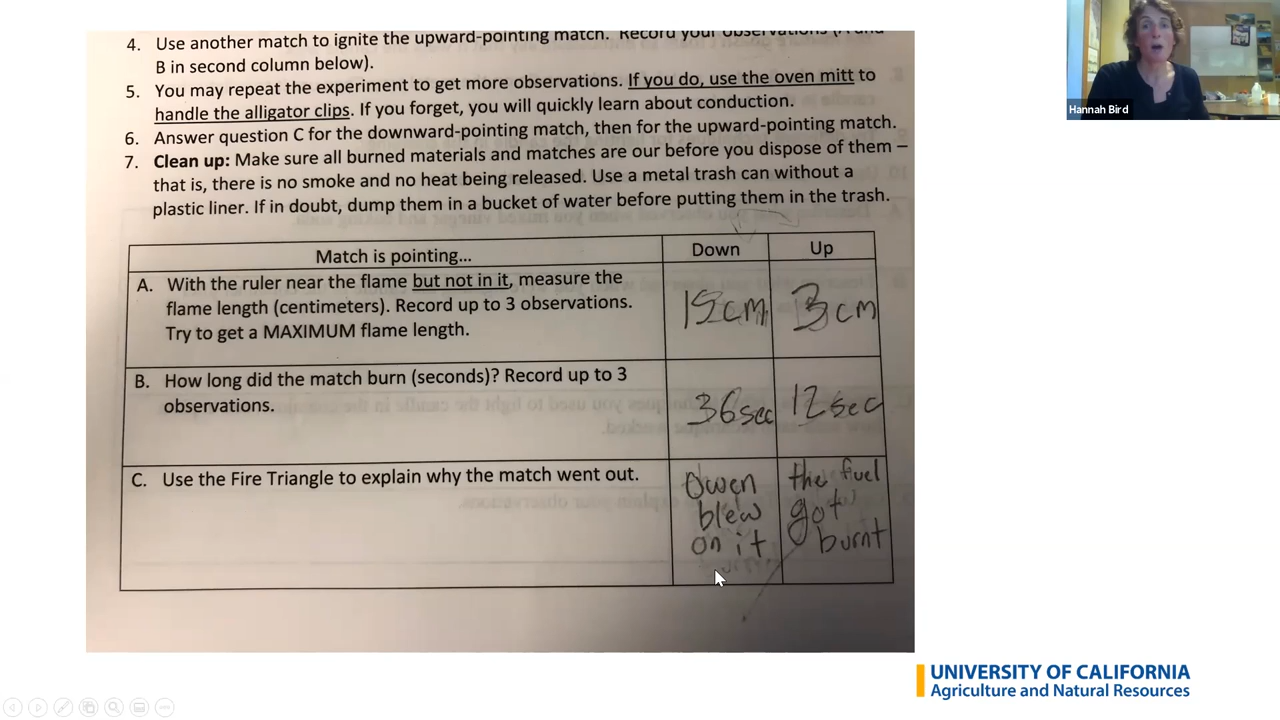 4. Use another match to ignite the upward-pointing match. Record your observations (A and
B in second column below).
5. You may repeat the experiment to get more observations. If you do, use the oven mitt to
handle the alligator clips. If you forget, you will quickly learn about conduction.
6. Answer question C for the downward-pointing match, then for the upward-pointing match.
7. Clean up: Make sure all burned materials and matches are our before you dispose of them –
that is, there is no smoke and no heat being released. Use a metal trash can without a
plastic liner. If in doubt, dump them in a bucket of water before putting them in the trash.
Match is pointing... Down Up
A. With the ruler near the flame but not in it, measure the
flame length (centimeters). Record up to 3 observations.
Try to get a MAXIMUM flame length.
15cm 3cm
B. How long did the match burn (seconds)? Record up to 3
observations.
36sec 12sec
C. Use the Fire Triangle to explain why the match went out.
Owen
blew
on it
the fuel
got
burnt
Hannah Bird
UNIVERSITY OF CALIFORNIA
Agriculture and Natural Resources